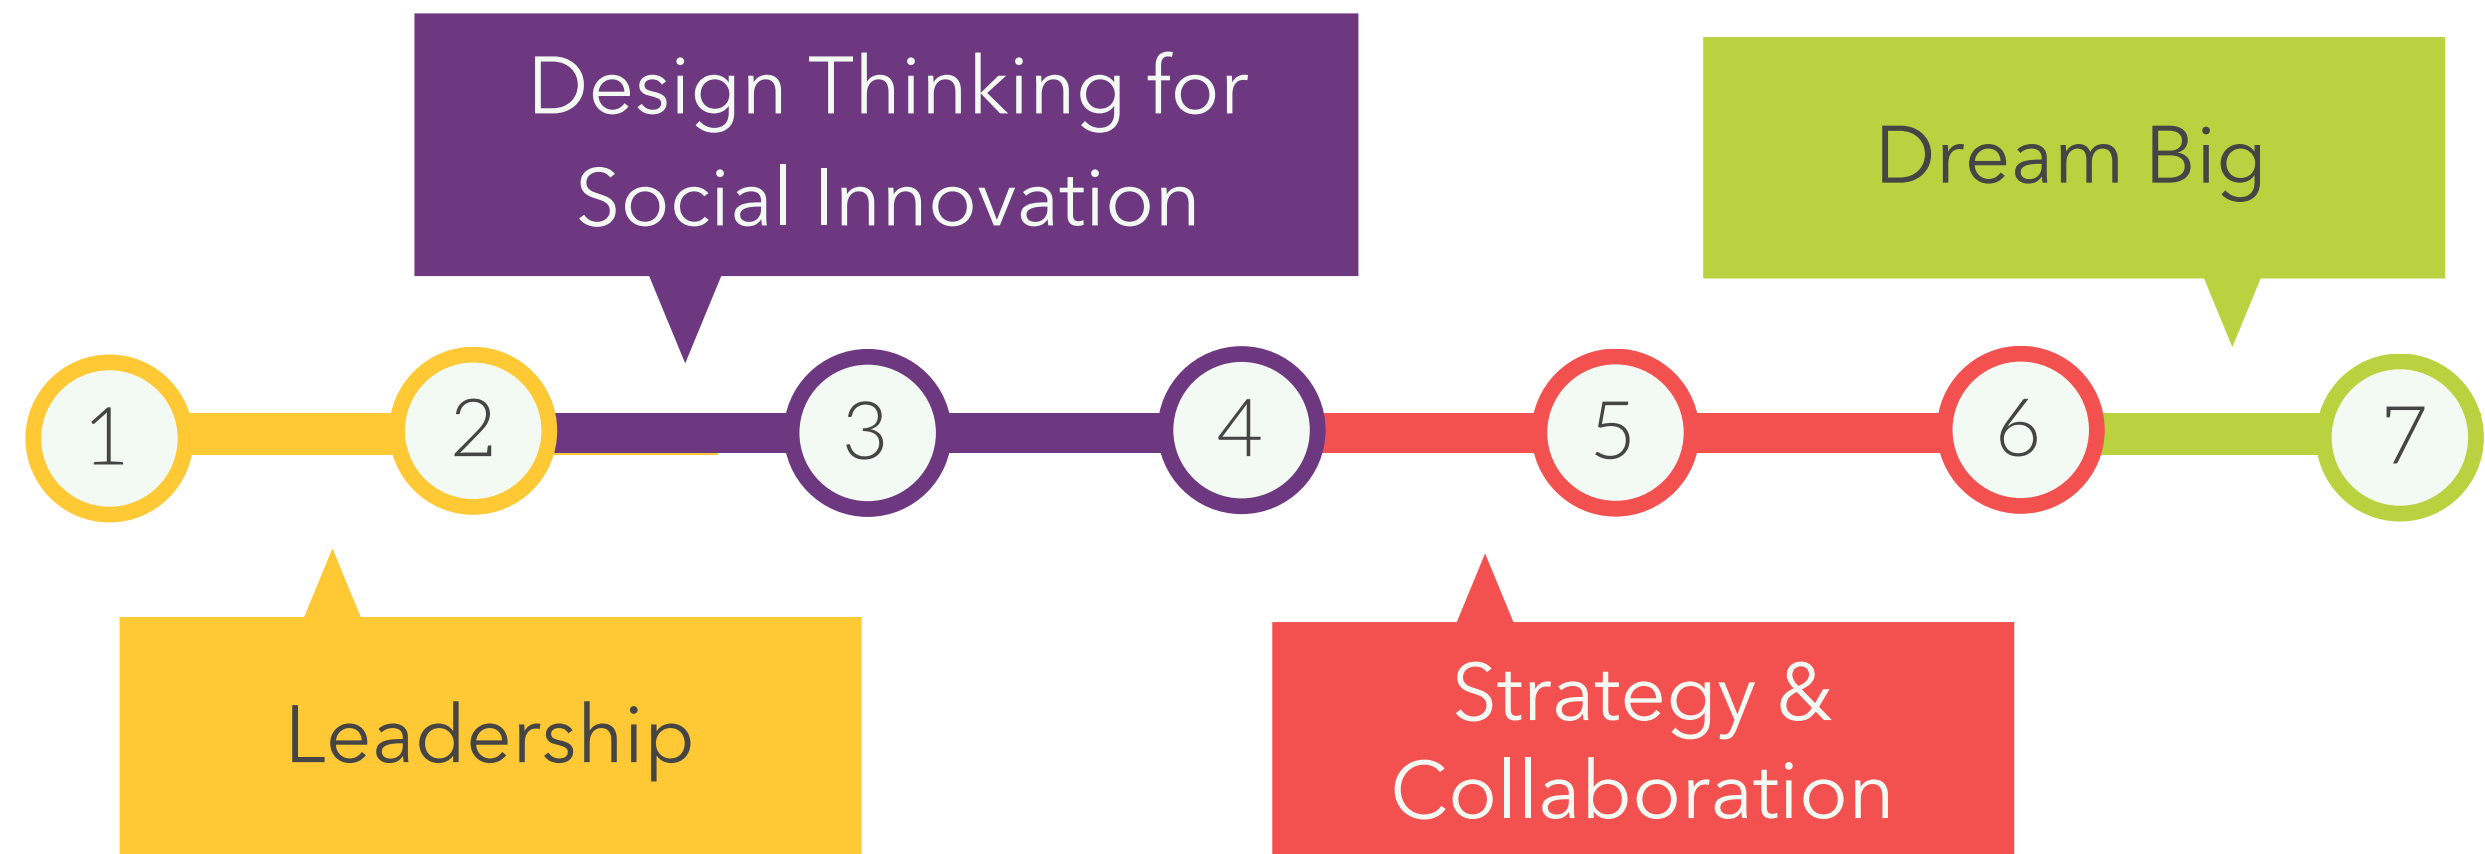 Design Thinking for
Social Innovation
Dream Big
1
2
3
4
5
6
7
Leadership
Strategy &
Collaboration